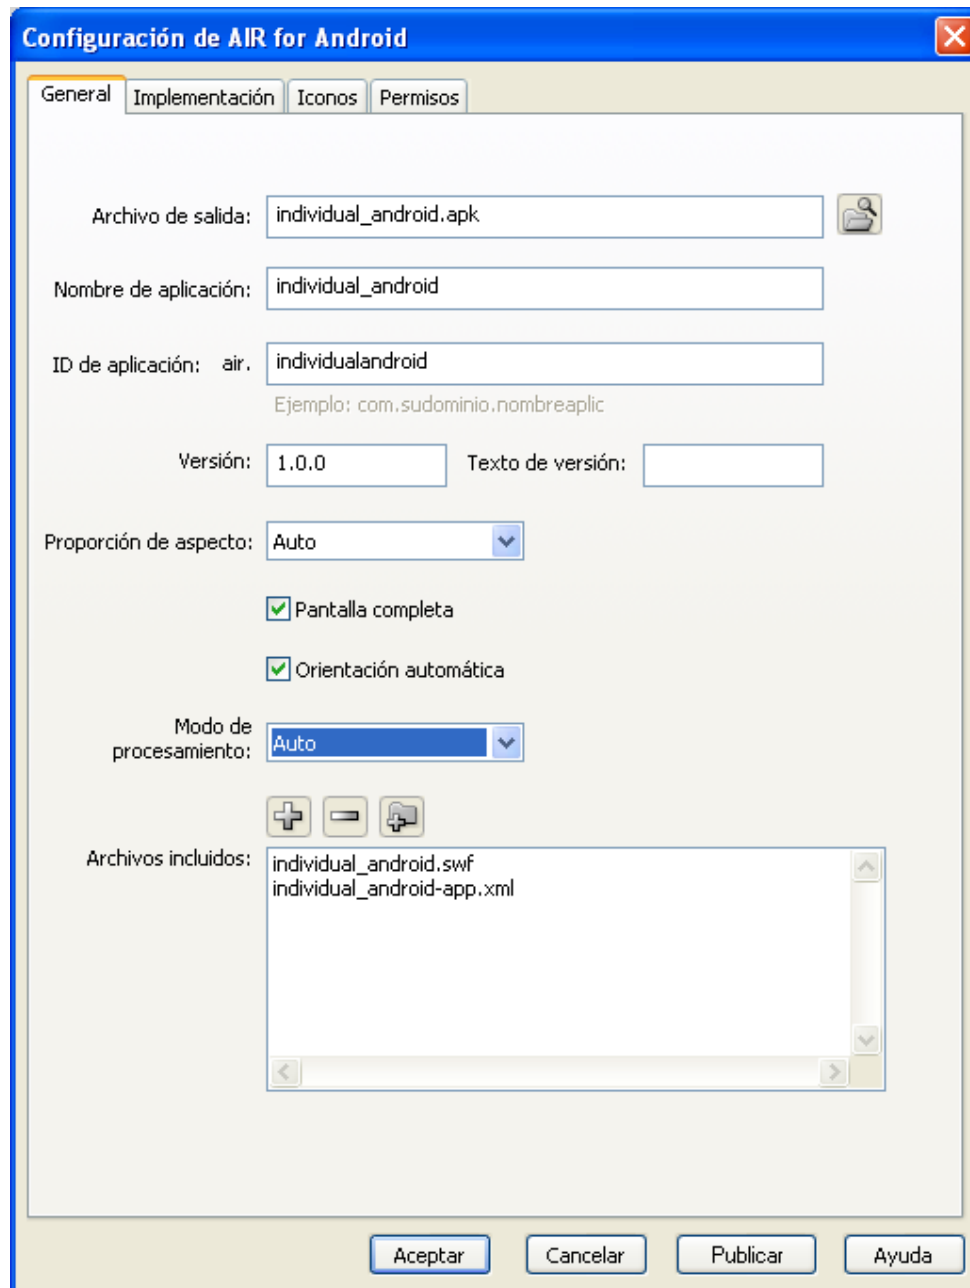 Configuración de AIR for Android
General Implementación Iconos Permisos
Archivo de salida: individual_android.apk
Nombre de aplicación: individual_android
ID de aplicación: air. individualandroid
Ejemplo: com.sudominio.nombreaplic
Versión: 1.0.0 Texto de versión:
Proporción de aspecto: Auto
Pantalla completa
Orientación automática
Modo de
procesamiento: Auto
Archivos incluidos: individual_android.swf
individual_android-app.xml
Aceptar Cancelar Publicar Ayuda